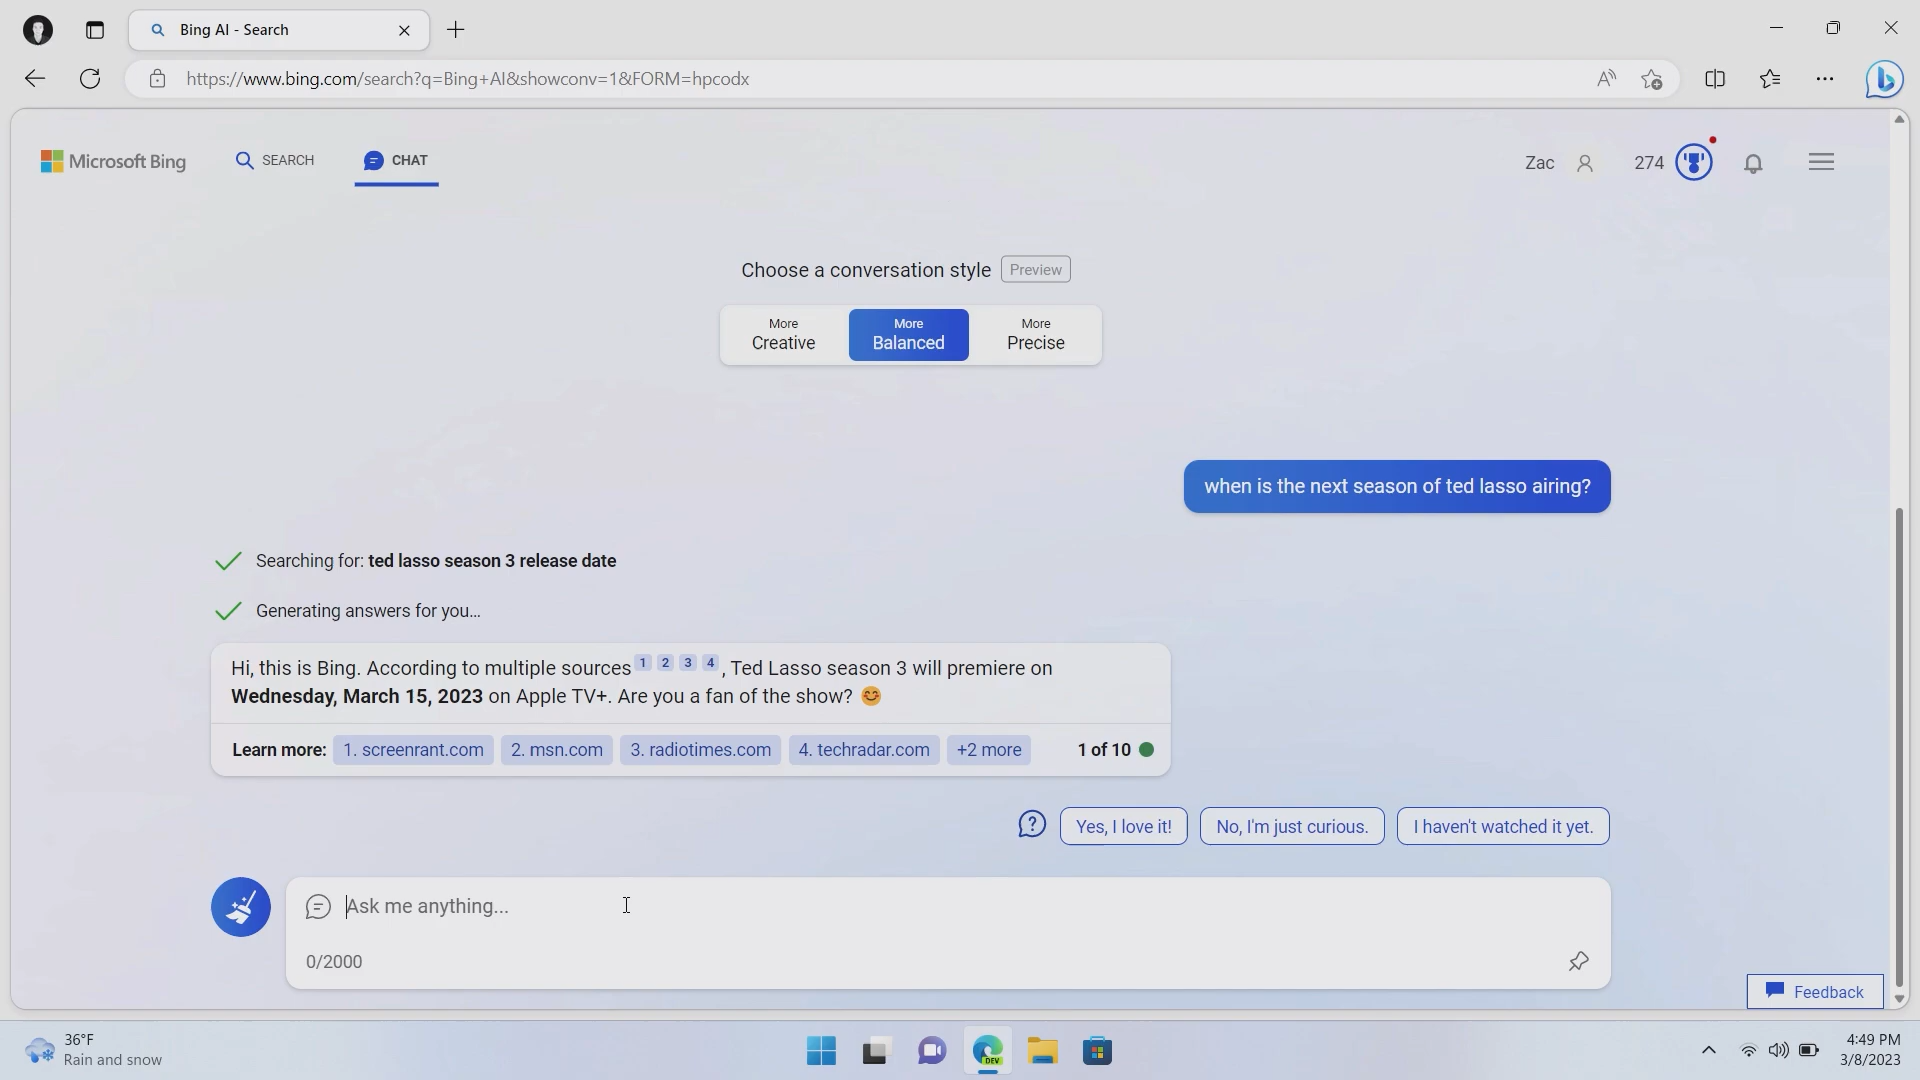 Bing AI - Search
https://www.bing.com/search?q=Bing+AI&showconv=1&FORM=hpcodx
Microsoft Bing
SEARCH
CHAT
Zac
274
Choose a conversation style Preview
More
Creative
More
Balanced
More
Precise
when is the next season of ted lasso airing?
Searching for: ted lasso season 3 release date
Generating answers for you...
Hi, this is Bing. According to multiple sources 1 2 3 4 , Ted Lasso season 3 will premiere on
Wednesday, March 15, 2023 on Apple TV+. Are you a fan of the show? 😊
Learn more: 1. screenrant.com 2. msn.com 3. radiotimes.com 4. techradar.com +2 more 1 of 10
Yes, I love it! No, I'm just curious. I haven't watched it yet.
Ask me anything...
0/2000
Feedback
36°F
Rain and snow
DEV
4:49 PM
3/8/2023